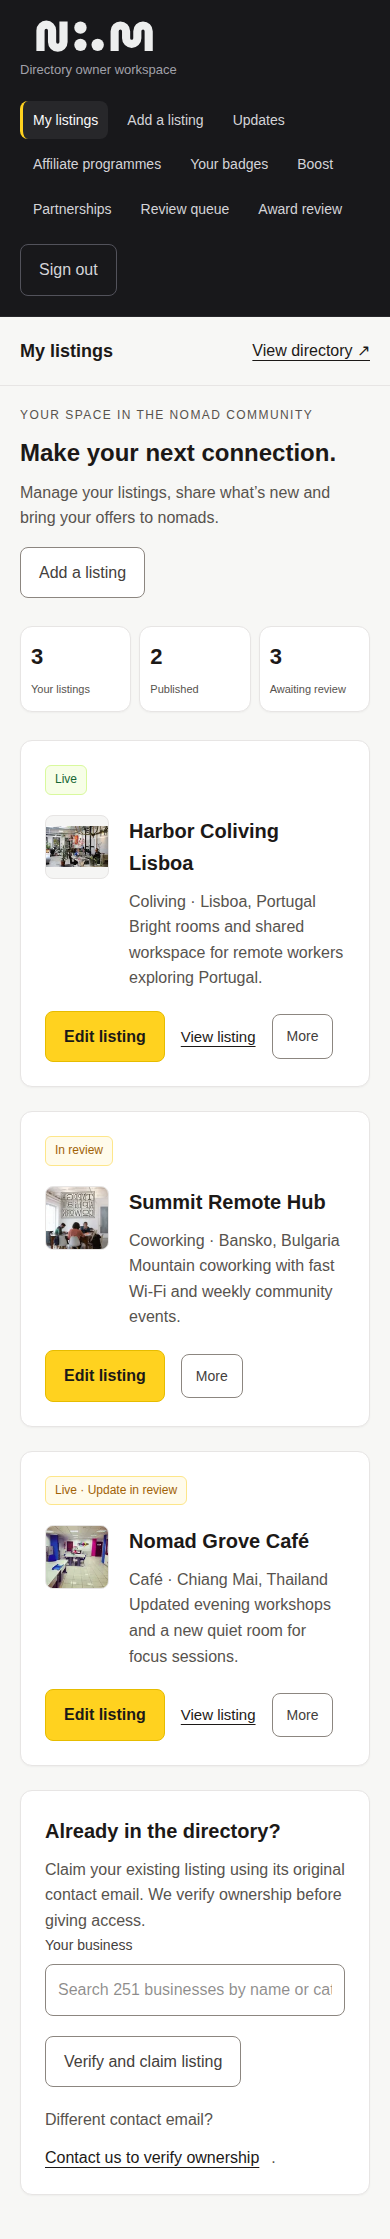 N:.M
Directory owner workspace
My listings Add a listing Updates
Affiliate programmes Your badges Boost
Partnerships Review queue Award review
Sign out
My listings View directory ↗
YOUR SPACE IN THE NOMAD COMMUNITY
Make your next connection.
Manage your listings, share what’s new and
bring your offers to nomads.
Add a listing
3 2 3
Your listings Published Awaiting review
Live
Harbor Coliving
Lisboa
Coliving · Lisboa, Portugal
Bright rooms and shared
workspace for remote workers
exploring Portugal.
Edit listing View listing More
In review
Summit Remote Hub
Coworking · Bansko, Bulgaria
Mountain coworking with fast
Wi-Fi and weekly community
events.
Edit listing More
Live · Update in review
Nomad Grove Café
Café · Chiang Mai, Thailand
Updated evening workshops
and a new quiet room for
focus sessions.
Edit listing View listing More
Already in the directory?
Claim your existing listing using its original
contact email. We verify ownership before
giving access.
Your business
Search 251 businesses by name or cat
Verify and claim listing
Different contact email?
Contact us to verify ownership .